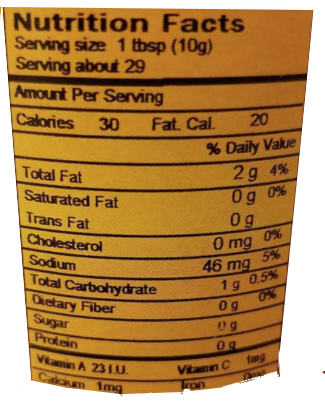 Nutrition Facts
Serving size 1 tbsp (10g)
Serving about 29
Amount Per Serving
Calories 30 Fat. Cal. 20
% Daily Value
Total Fat 2 g 4%
Saturated Fat 0 g 0%
Trans Fat 0 g
Cholesterol 0 mg 0%
Sodium 46 mg 5%
Total Carbohydrate 1 g 0.5%
Dietary Fiber 0 g 0%
Sugar 0 g
Protein 0 g
Vitamin A 23 I.U. Vitamin C 1mg
Calcium 1mg Iron 0mg